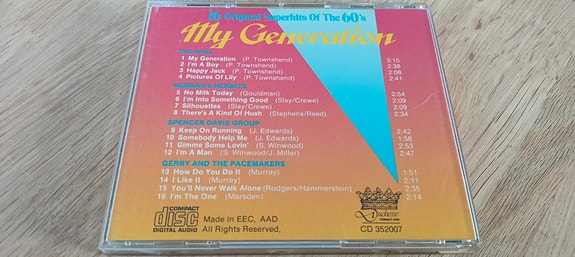 16 Original Superhits Of The 60's
My Generation
THE WHO
1 My Generation (P. Townshend) 3:15
2 I'm A Boy (P. Townshend) 2:38
3 Happy Jack (P. Townshend) 2:08
4 Pictures Of Lily (P. Townshend) 2:41
HERMAN'S HERMITS
5 No Milk Today (Gouldman) 2:54
6 I'm Into Something Good (Slay/Crewe) 2:09
7 Silhouettes (Slay/Crewe) 2:09
8 There's A Kind Of Hush (Stephens/Reed) 2:34
SPENCER DAVIS GROUP
9 Keep On Running (J. Edwards) 2:42
10 Somebody Help Me (J. Edwards) 1:56
11 Gimme Some Lovin' (S. Winwood) 2:53
12 I'm A Man (S. Winwood/J. Miller) 2:47
GERRY AND THE PACEMAKERS
13 How Do You Do It (Murray) 1:51
14 I Like It (Murray) 2:11
15 You'll Never Walk Alone (Rodgers/Hammerstein) 2:35
16 I'm The One (Marsden) 2:14
COMPACT
disc
DIGITAL AUDIO
Made in EEC, AAD
All Rights Reserved,
Duchesse
COMPACT DISC
CD 352007